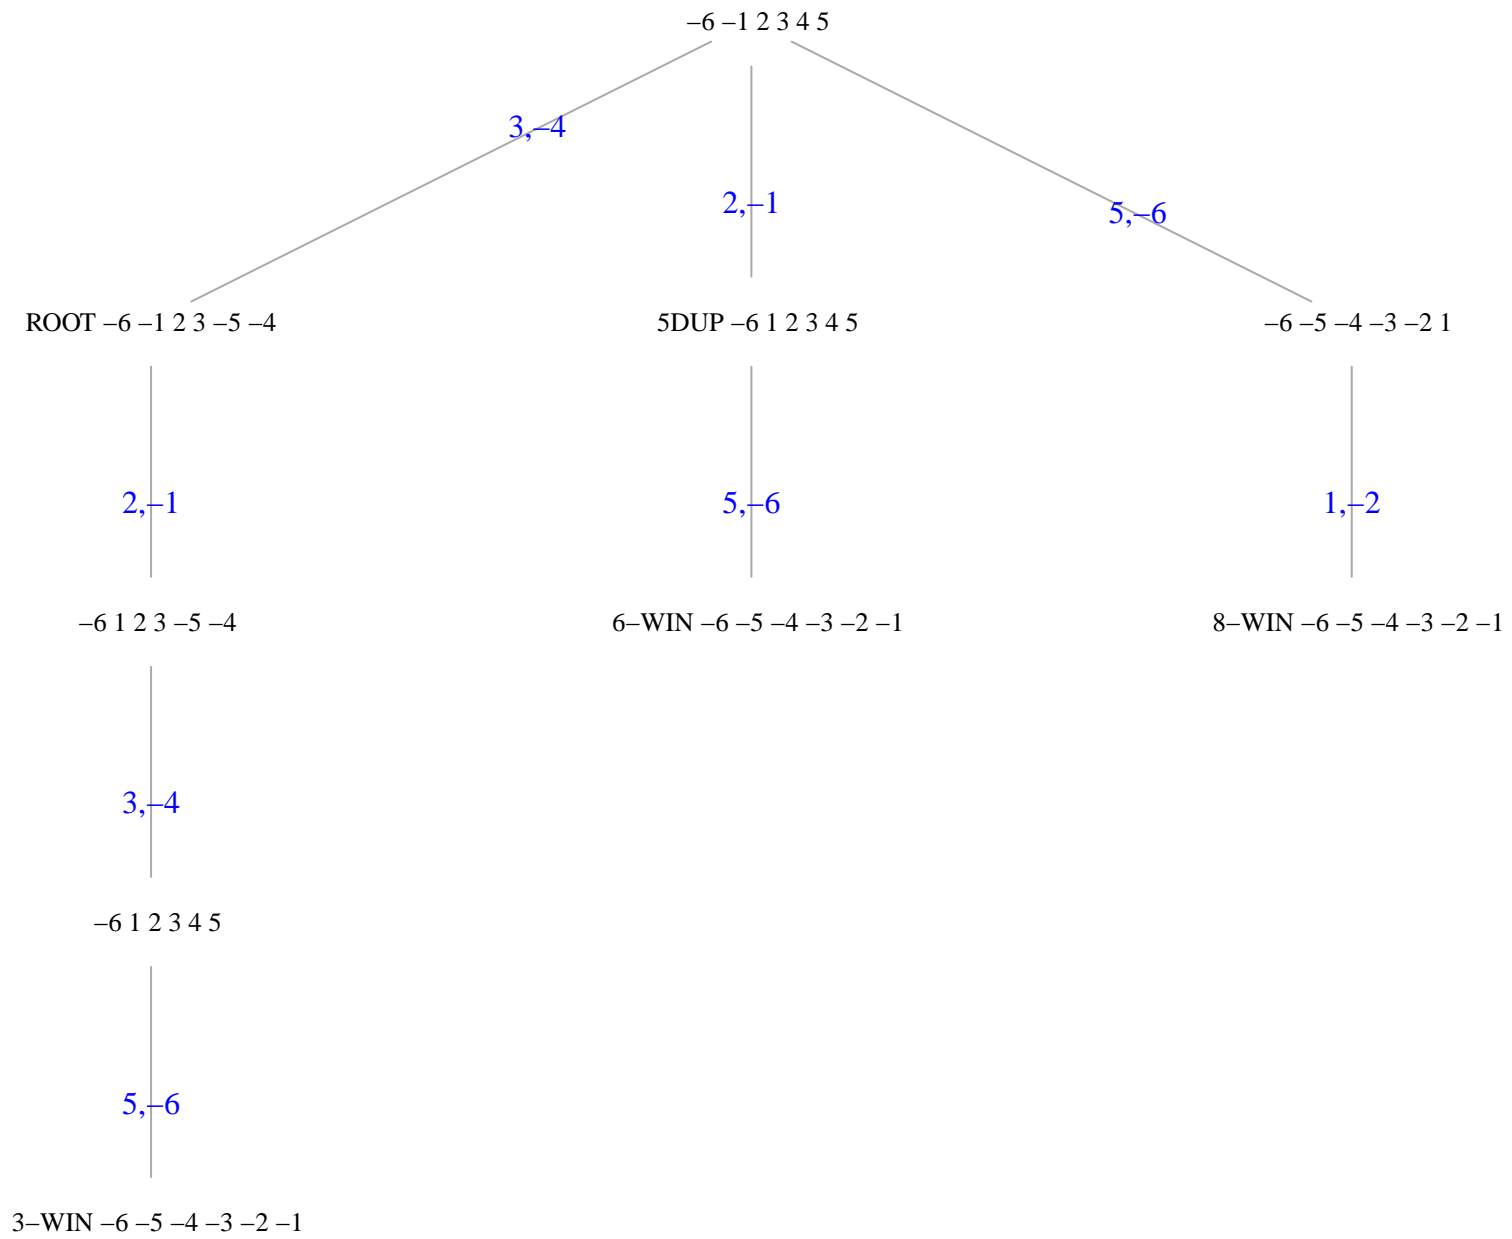 –6 –1 2 3 4 5
3,–4
2,–1
5,–6
ROOT –6 –1 2 3 –5 –4
5DUP –6 1 2 3 4 5
–6 –5 –4 –3 –2 1
2,–1
5,–6
1,–2
–6 1 2 3 –5 –4
6–WIN –6 –5 –4 –3 –2 –1
8–WIN –6 –5 –4 –3 –2 –1
3,–4
–6 1 2 3 4 5
5,–6
3–WIN –6 –5 –4 –3 –2 –1